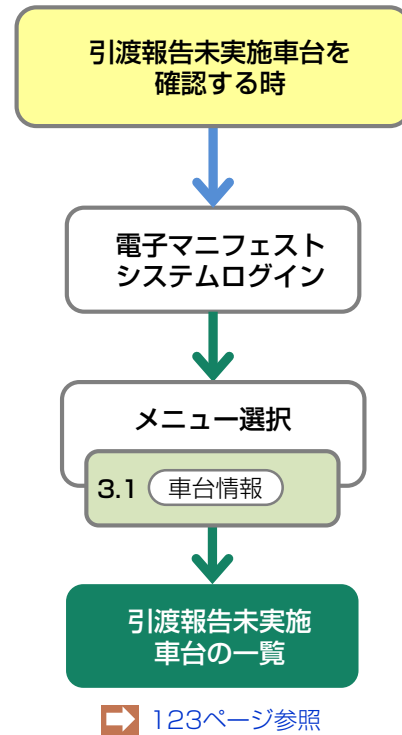 引渡報告未実施車台を
確認する時
電子マニフェスト
システムログイン
メニュー選択
3.1 車台情報
引渡報告未実施
車台の一覧
123ページ参照